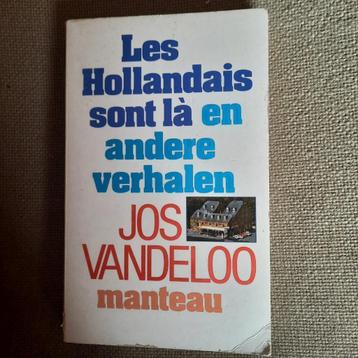 Les
Hollandais
sont là en
andere
verhalen
JOS
VANDELOO
manteau